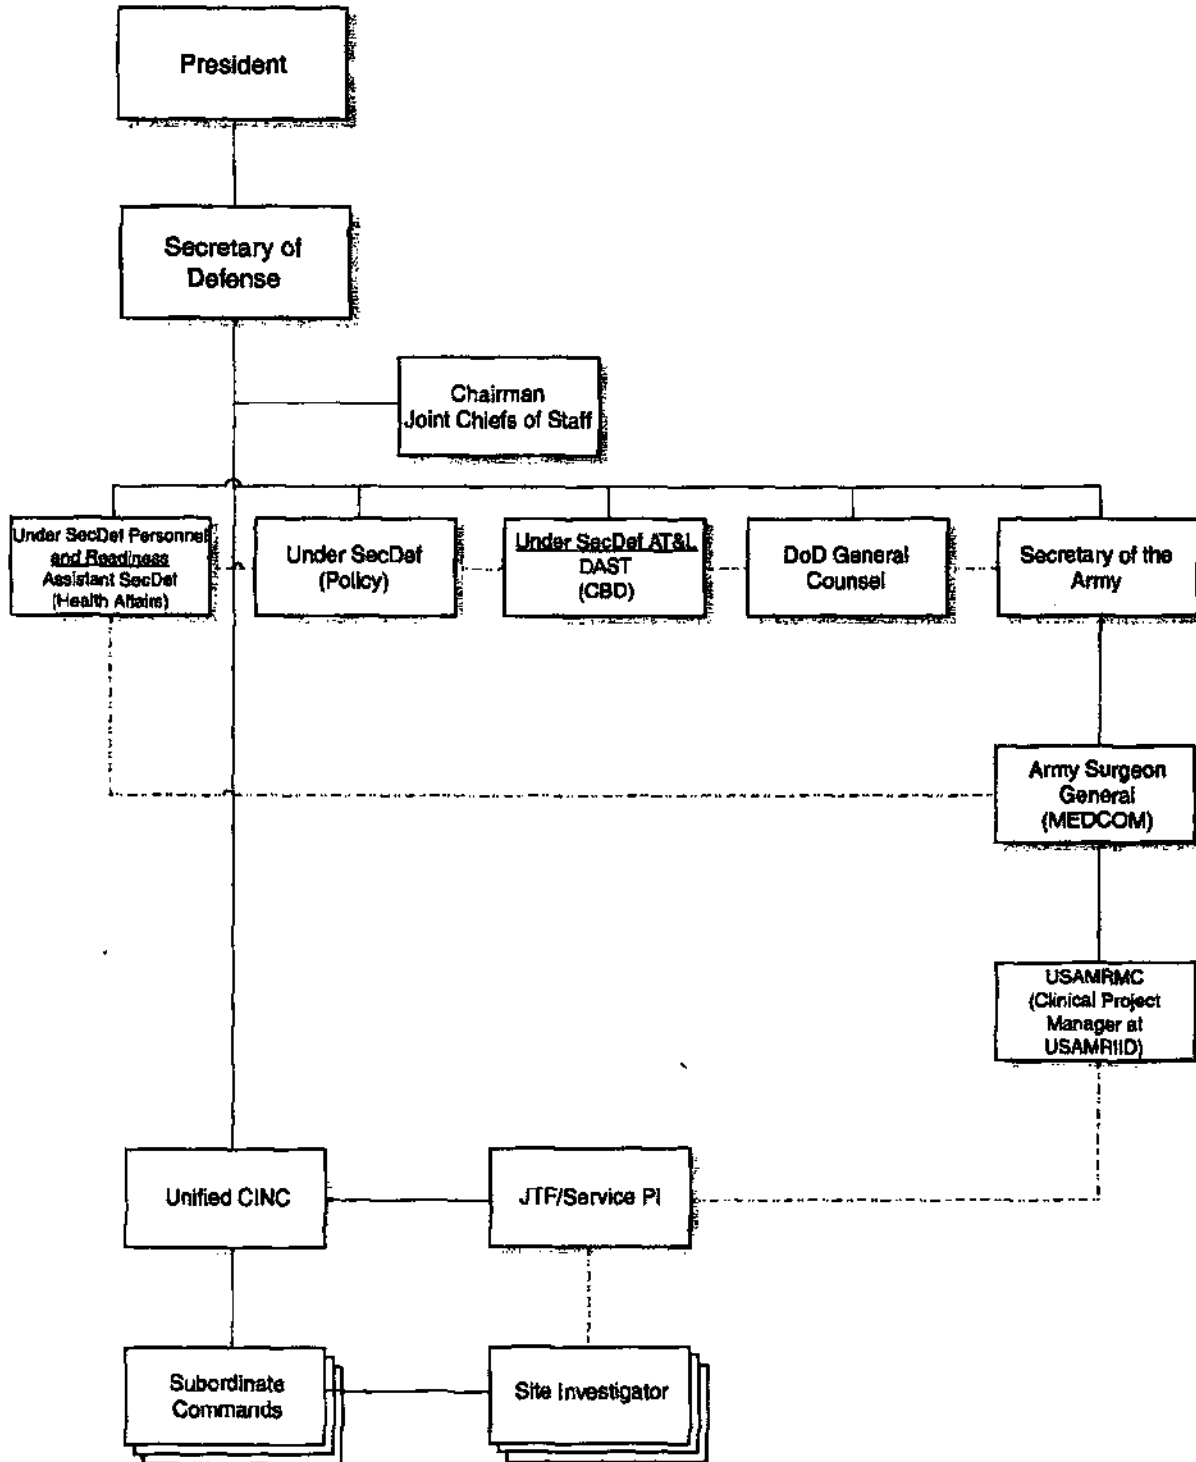 President
Secretary of
Defense
Chairman
Joint Chiefs of Staff
Under SecDef Personnel
and Readiness
Assistant SecDef
(Health Affairs)
Under SecDef
(Policy)
Under SecDef AT&L
DAST
(CBD)
DoD General
Counsel
Secretary of the
Army
Army Surgeon
General
(MEDCOM)
USAMRMC
(Clinical Project
Manager at
USAMRIID)
Unified CINC
JTF/Service PI
Subordinate
Commands
Site Investigator